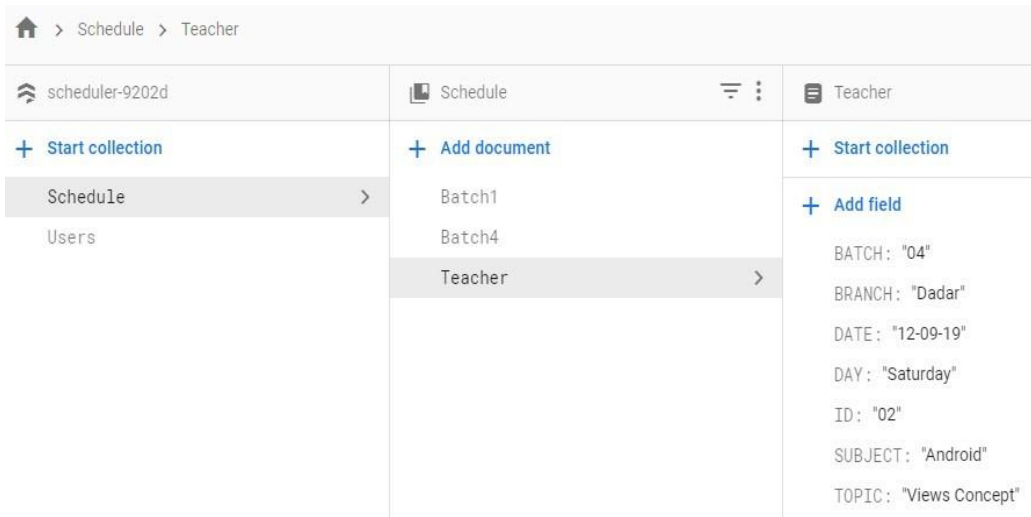 Schedule > Teacher
scheduler-9202d
Start collection
Schedule
Users
Schedule
Add document
Batch1
Batch4
Teacher
Teacher
Start collection
Add field
BATCH: "04"
BRANCH: "Dadar"
DATE: "12-09-19"
DAY: "Saturday"
ID: "02"
SUBJECT: "Android"
TOPIC: "Views Concept"